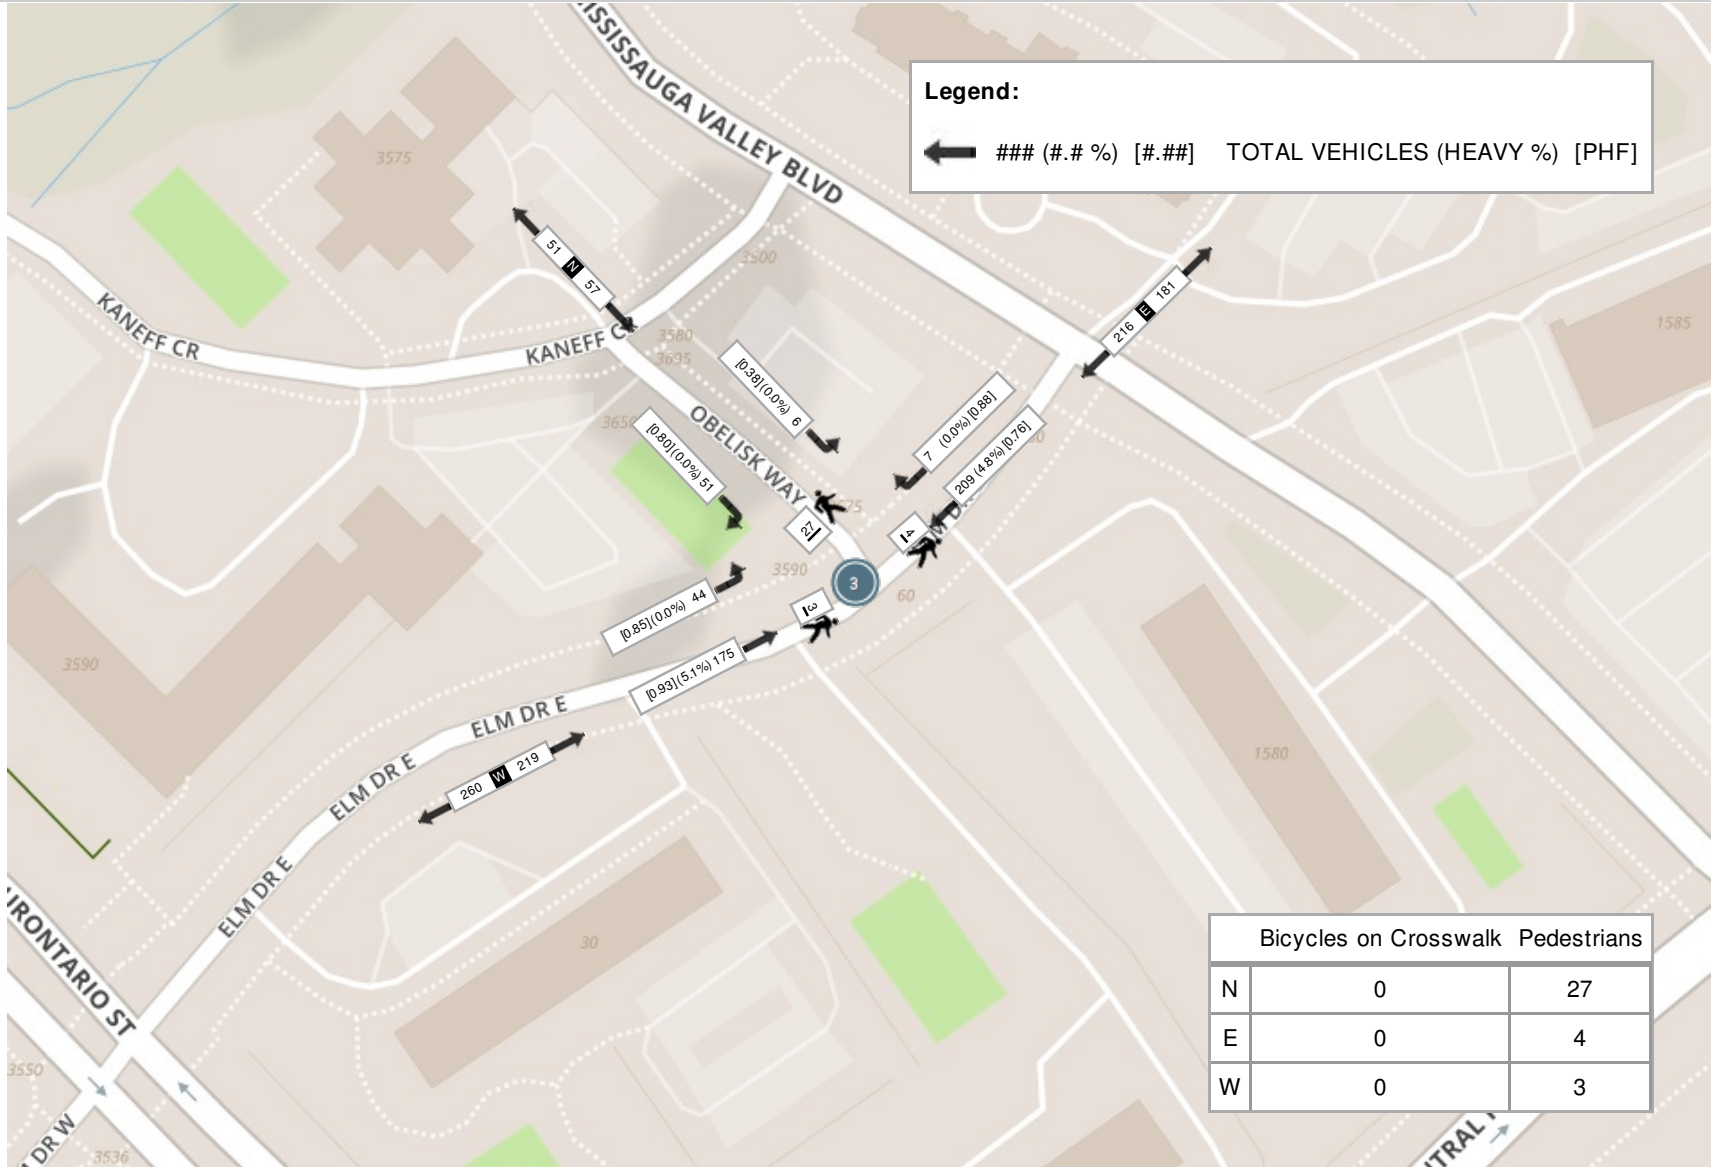 MISSISSAUGA VALLEY BLVD
Legend:
### (#.# %) [#.##] TOTAL VEHICLES (HEAVY %) [PHF]
3575
3500
51 N 57
216 E 181
1585
KANEFF CR
KANEFF CR
3580
3695
[0.38] (0.0%) 6
7 (0.0%) [0.88]
209 (4.8%) [0.76]
[0.80] (0.0%) 51
OBELISK WAY
27
4
3590
3
3
60
[0.85] (0.0%) 44
[0.93] (5.1%) 175
3590
ELM DR E
260 W 219
ELM DR E
ELM DR E
1580
30
Bicycles on Crosswalk Pedestrians
N 0 27
E 0 4
W 0 3
URONTARIO ST
3550
DR W
3536